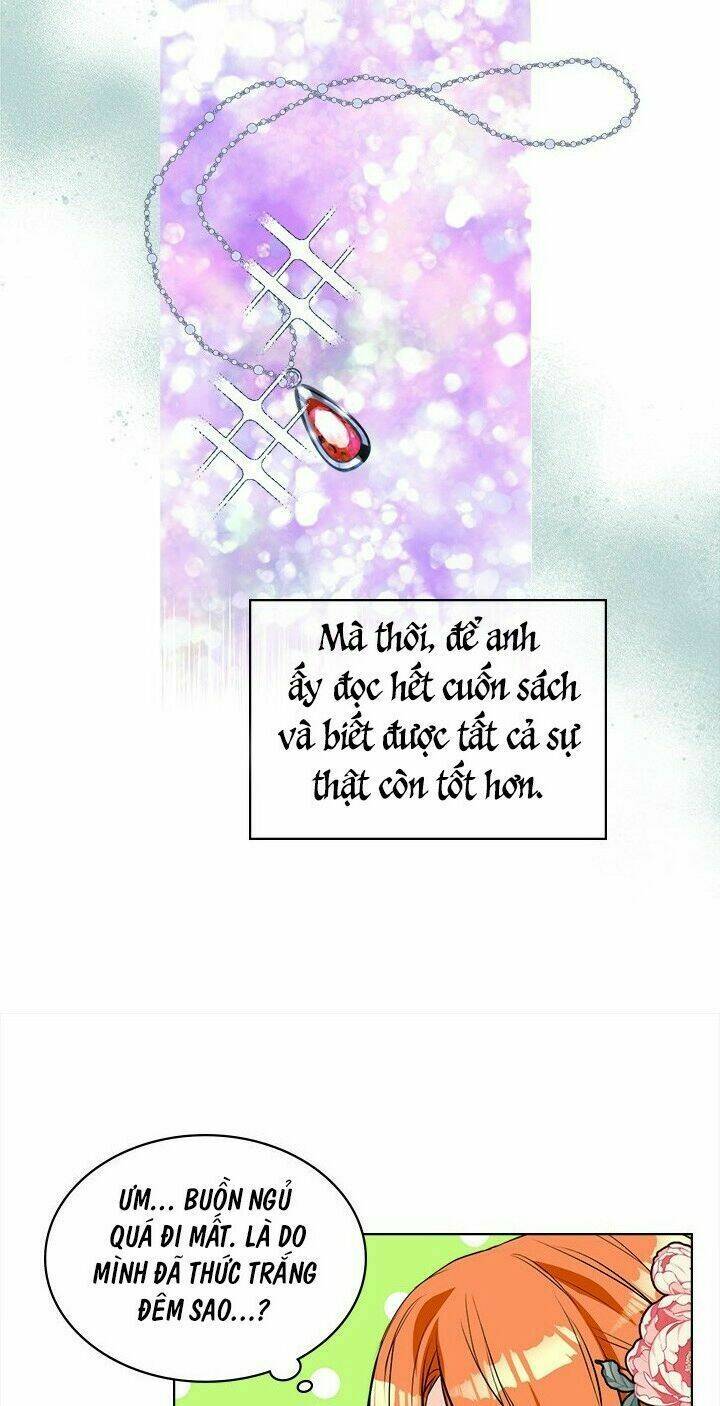 Mà thôi, để anh
ấy đọc hết cuốn sách
và biết được tất cả sự
thật còn tốt hơn.
ƯM... BUỒN NGỦ
QUÁ ĐI MẤT. LÀ DO
MÌNH ĐÃ THỨC TRẮNG
ĐÊM SAO...?